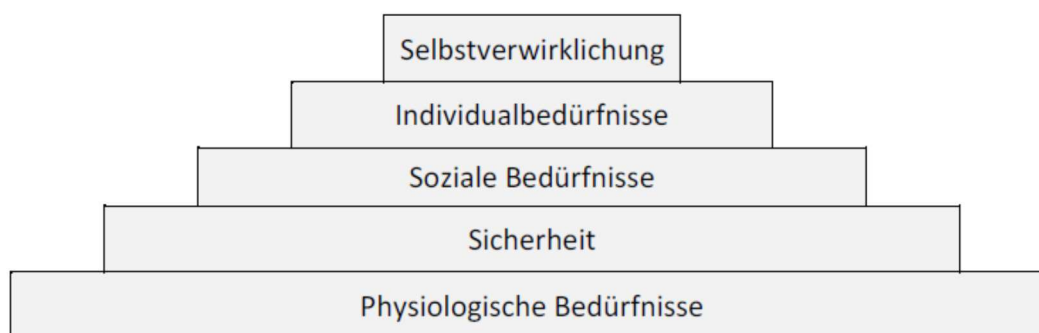 Selbstverwirklichung
Individualbedürfnisse
Soziale Bedürfnisse
Sicherheit
Physiologische Bedürfnisse